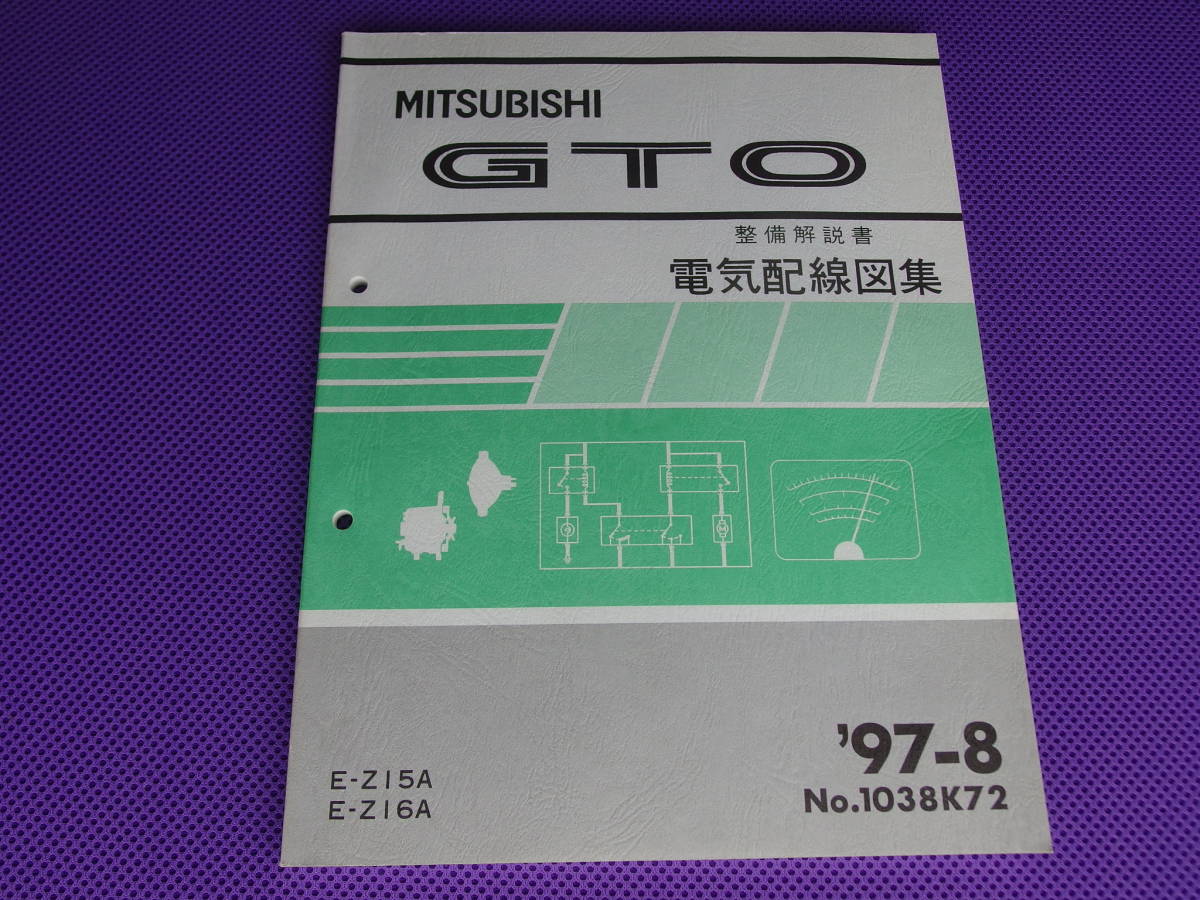 MITSUBISHI
GTO
整備解説書
電気配線図集
M
E-Z15A
E-Z16A
'97-8
No.1038K72